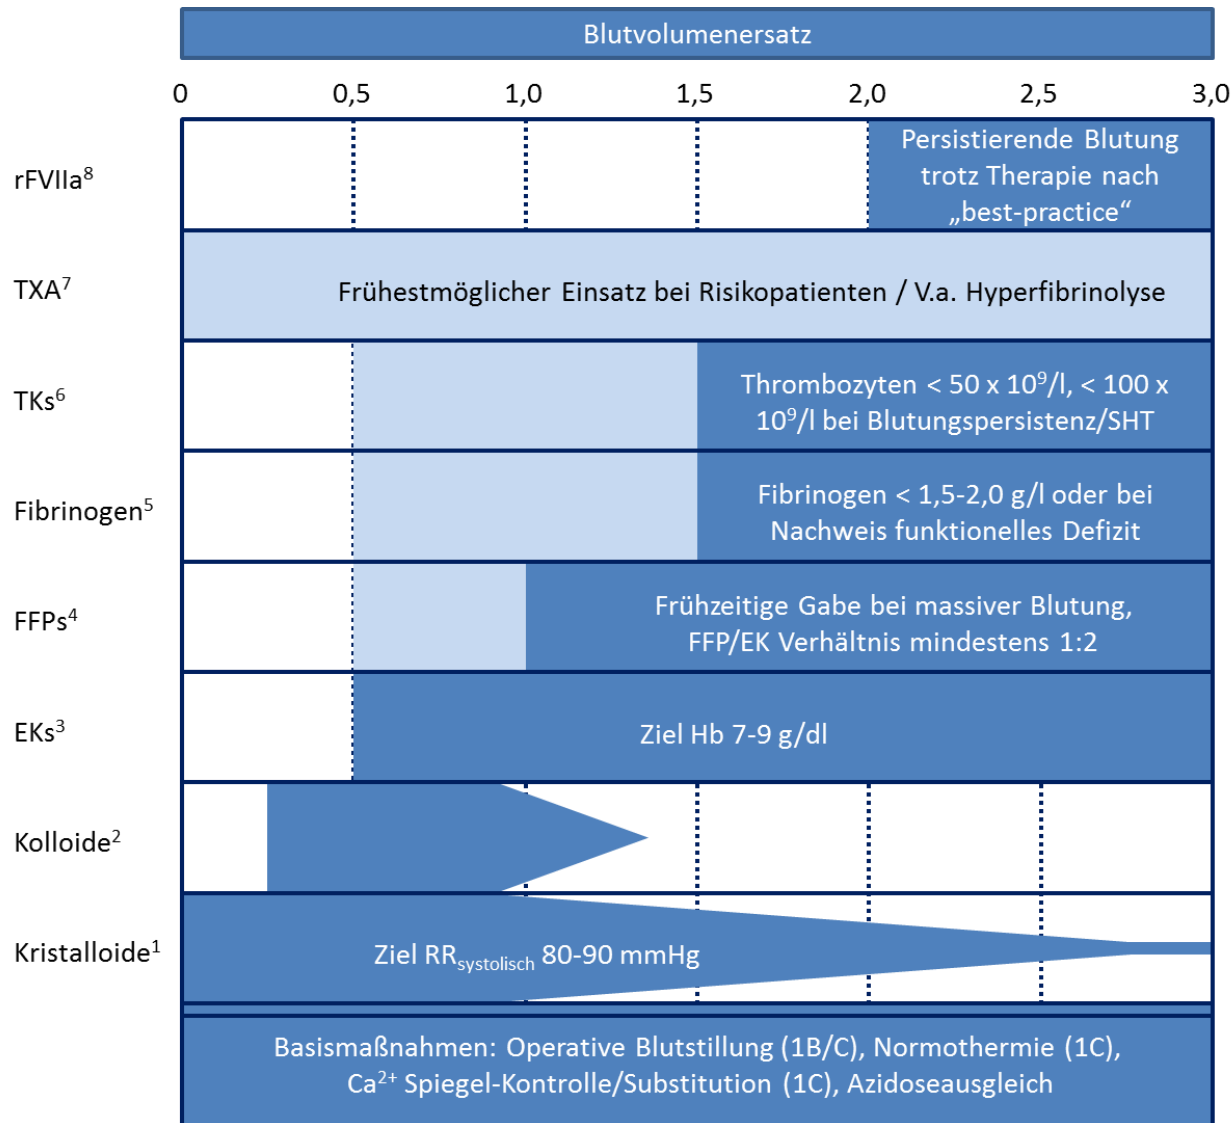 Blutvolumenersatz
0 0,5 1,0 1,5 2,0 2,5 3,0
rFVIIa⁸
Persistierende Blutung
trotz Therapie nach
„best-practice“
TXA⁷
Frühestmöglicher Einsatz bei Risikopatienten / V.a. Hyperfibrinolyse
TKs⁶
Thrombozyten < 50 x 10⁹/l, < 100 x
10⁹/l bei Blutungspersistenz/SHT
Fibrinogen⁵
Fibrinogen < 1,5-2,0 g/l oder bei
Nachweis funktionelles Defizit
FFPs⁴
Frühzeitige Gabe bei massiver Blutung,
FFP/EK Verhältnis mindestens 1:2
EKs³
Ziel Hb 7-9 g/dl
Kolloide²
Kristalloide¹
Ziel RRsystolisch 80-90 mmHg
Basismaßnahmen: Operative Blutstillung (1B/C), Normothermie (1C),
Ca²⁺ Spiegel-Kontrolle/Substitution (1C), Azidoseausgleich